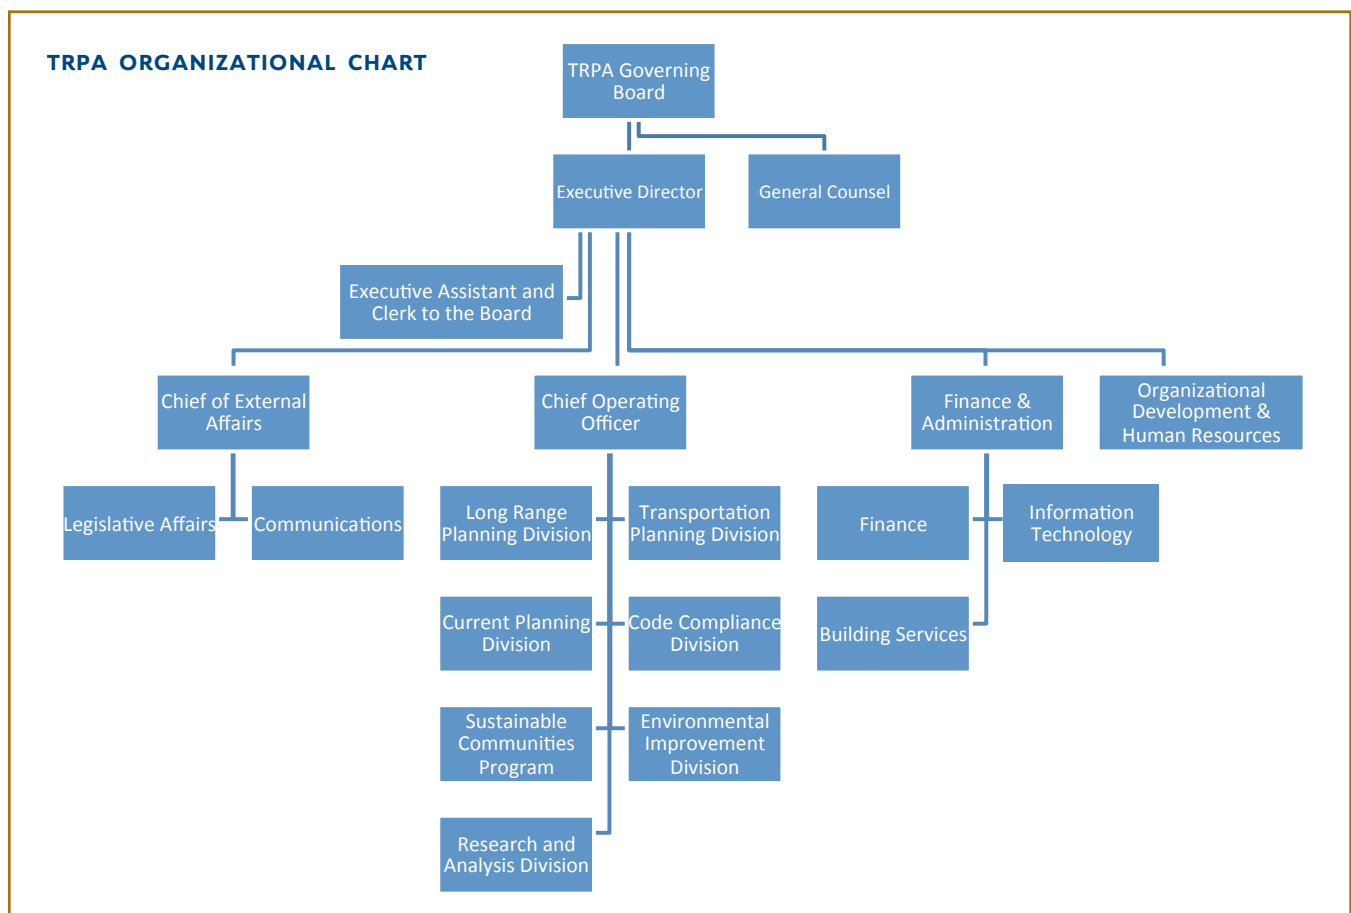 TRPA ORGANIZATIONAL CHART
TRPA Governing
Board
Executive Director
General Counsel
Executive Assistant and
Clerk to the Board
Chief of External
Affairs
Chief Operating
Officer
Finance &
Administration
Organizational
Development &
Human Resources
Legislative Affairs
Communications
Long Range
Planning Division
Transportation
Planning Division
Finance
Information
Technology
Current Planning
Division
Code Compliance
Division
Building Services
Sustainable
Communities
Program
Environmental
Improvement
Division
Research and
Analysis Division